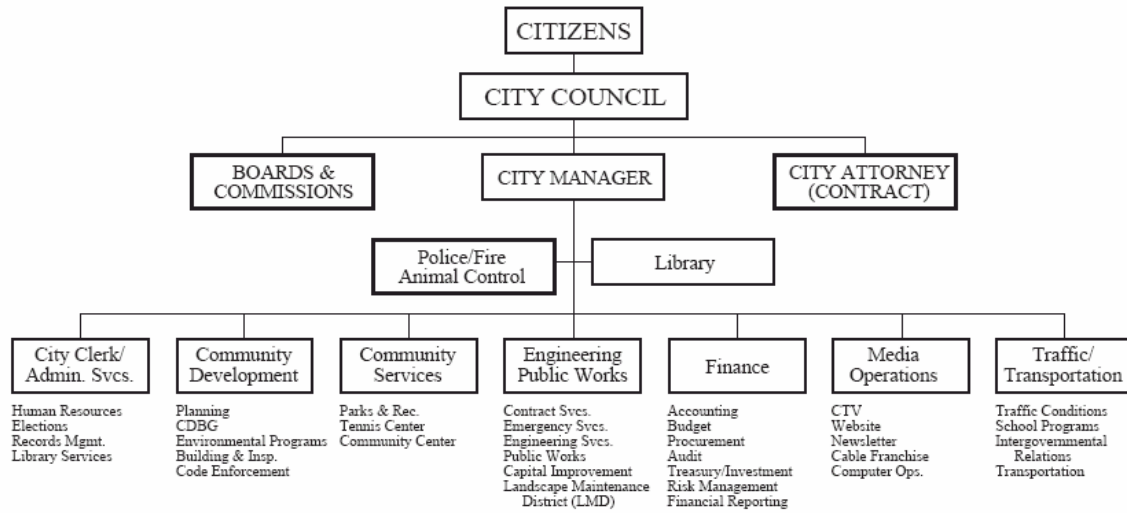 CITIZENS
CITY COUNCIL
BOARDS &
COMMISSIONS
CITY MANAGER
CITY ATTORNEY
(CONTRACT)
Police/Fire
Animal Control
Library
City Clerk/
Admin. Svcs.
Human Resources
Elections
Records Mgmt.
Library Services
Community
Development
Planning
CDBG
Environmental Programs
Building & Insp.
Code Enforcement
Community
Services
Parks & Rec.
Tennis Center
Community Center
Engineering
Public Works
Contract Svcs.
Emergency Svcs.
Engineering Svcs.
Public Works
Capital Improvement
Landscape Maintenance
District (LMD)
Finance
Accounting
Budget
Procurement
Audit
Treasury/Investment
Risk Management
Financial Reporting
Media
Operations
CTV
Website
Newsletter
Cable Franchise
Computer Ops.
Traffic/
Transportation
Traffic Conditions
School Programs
Intergovernmental
Relations
Transportation